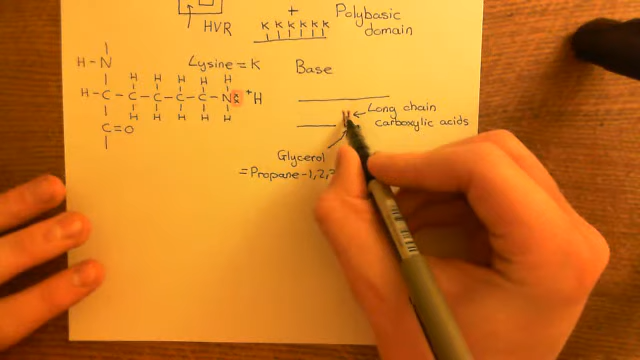 HVR
+
K K K K K K
Polybasic
domain
Lysine = K
Base
H - N
H H H H H
H - C - C - C - C - C - N + H
H H H H H
C = O
Long chain
carboxylic acids
Glycerol
= Propane - 1, 2,